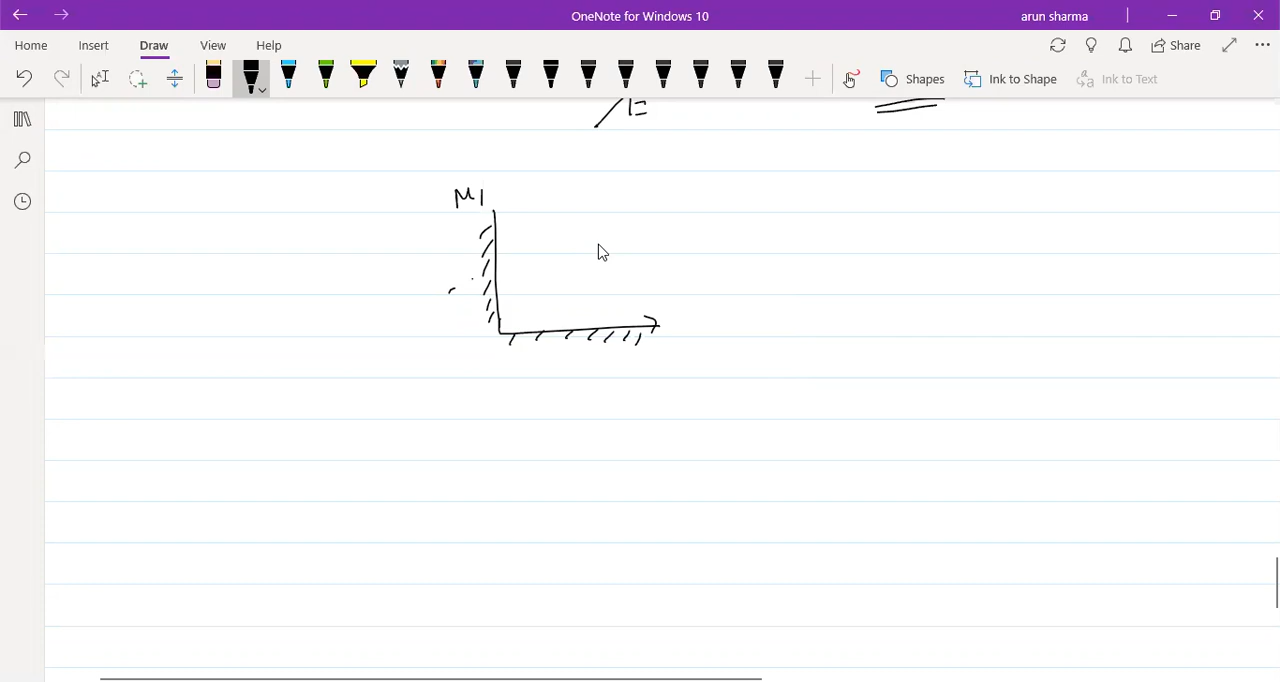 OneNote for Windows 10
arun sharma
Home Insert Draw View Help
Share
Shapes Ink to Shape Ink to Text
M1